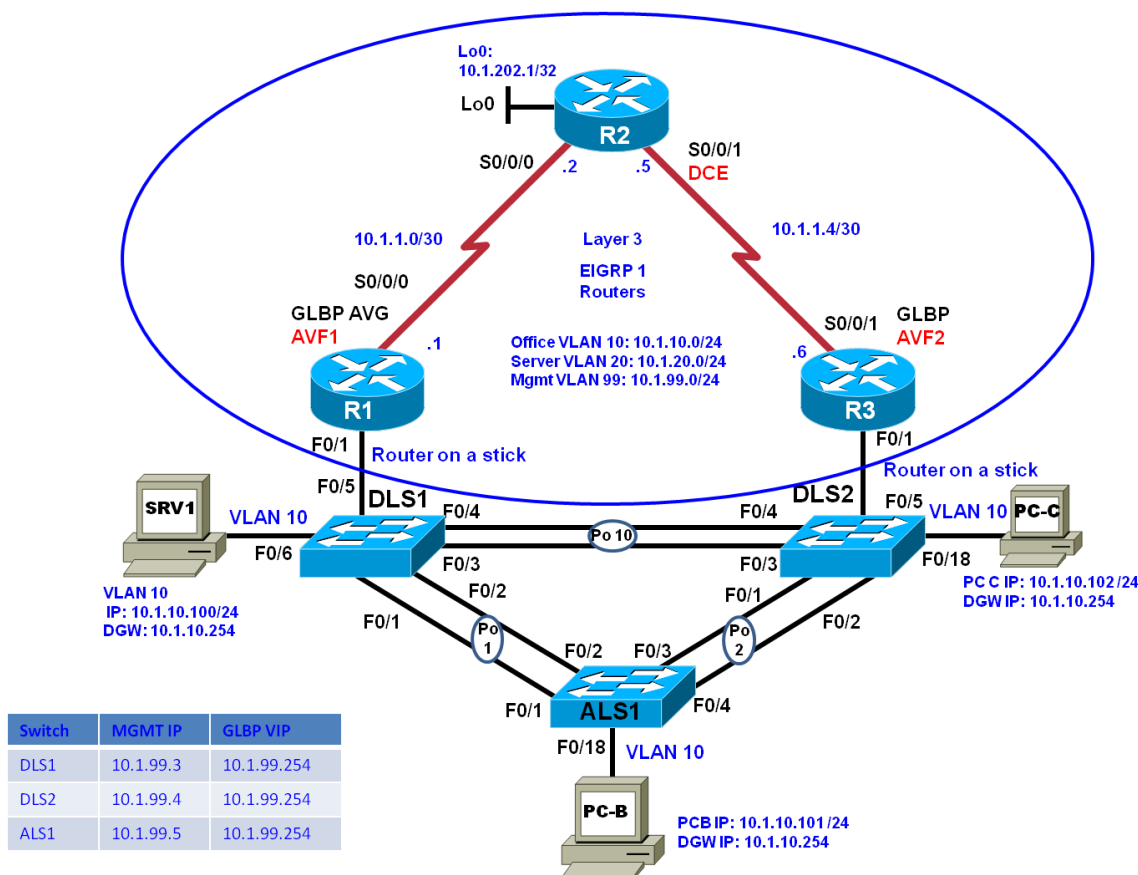 Lo0:
10.1.202.1/32
Lo0
R2
S0/0/0
.2
.5
S0/0/1
DCE
10.1.1.0/30
Layer 3
10.1.1.4/30
EIGRP 1
Routers
S0/0/0
GLBP AVG
AVF1
.1
Office VLAN 10: 10.1.10.0/24
Server VLAN 20: 10.1.20.0/24
Mgmt VLAN 99: 10.1.99.0/24
S0/0/1
GLBP
AVF2
.6
R1
R3
F0/1
Router on a stick
F0/1
Router on a stick
F0/5
DLS1
DLS2
F0/5
SRV1
VLAN 10
F0/6
F0/4
F0/4
Po 10
F0/3
F0/3
VLAN 10
PC-C
F0/18
VLAN 10
IP: 10.1.10.100/24
DGW: 10.1.10.254
PC C IP: 10.1.10.102 /24
DGW IP: 10.1.10.254
F0/2
F0/1
F0/1
F0/2
Po
1
Po
2
F0/2
F0/3
F0/1
F0/4
ALS1
F0/18
VLAN 10
PC-B
PCB IP: 10.1.10.101 /24
DGW IP: 10.1.10.254
Switch MGMT IP GLBP VIP
DLS1 10.1.99.3 10.1.99.254
DLS2 10.1.99.4 10.1.99.254
ALS1 10.1.99.5 10.1.99.254